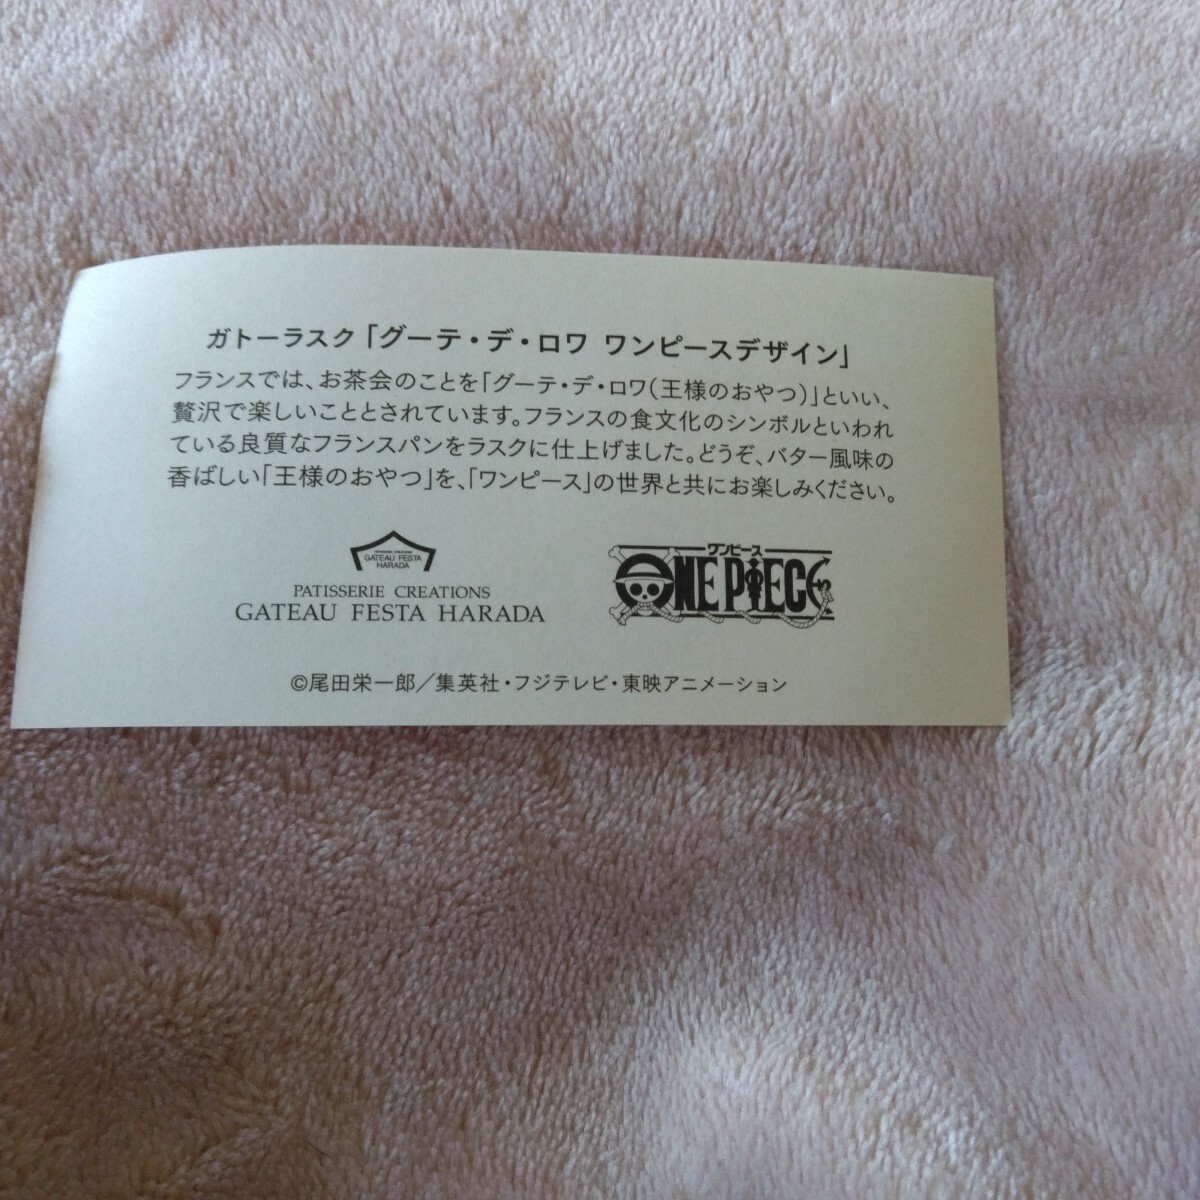 ガトーラスク「グーテ・デ・ロワ ワンピースデザイン」
フランスでは、お茶会のことを「グーテ・デ・ロワ(王様のおやつ)」といい、
贅沢で楽しいこととされています。フランスの食文化のシンボルといわれ
ている良質なフランスパンをラスクに仕上げました。どうぞ、バター風味の
香ばしい「王様のおやつ」を、「ワンピース」の世界と共にお楽しみください。
PATISSERIE CREATIONS
GATEAU FESTA
HARADA
PATISSERIE CREATIONS
GATEAU FESTA HARADA
ワンピース
ONE PIECE
©尾田栄一郎／集英社・フジテレビ・東映アニメーション